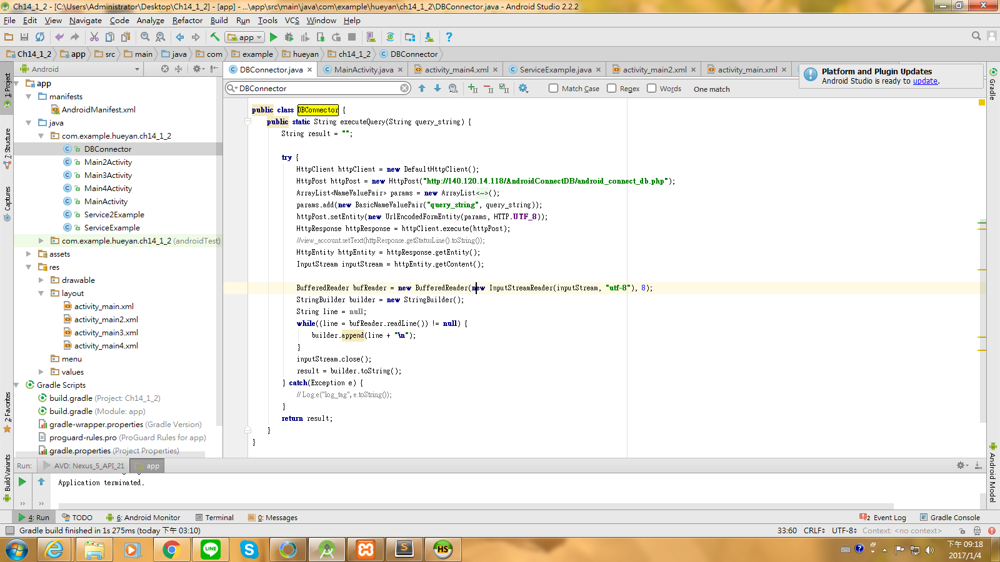 Ch14_1_2 - [C:\Users\Administrator\Desktop\Ch14_1_2] - [app] - ...\app\src\main\java\com\example\hueyan\ch14_1_2\DBConnector.java - Android Studio 2.2.2
File Edit View Navigate Code Analyze Refactor Build Run Tools VCS Window Help
app
Ch14_1_2 app src main java com example hueyan ch14_1_2 DBConnector
Android
DBConnector.java MainActivity.java activity_main4.xml ServiceExample.java activity_main2.xml activity_main.xml
Platform and Plugin Updates
Android Studio is ready to update.
DBConnector
Match Case Regex Words One match
1: Project
7: Structure
Captures
2: Favorites
Build Variants
app
manifests
AndroidManifest.xml
java
com.example.hueyan.ch14_1_2
DBConnector
Main2Activity
Main3Activity
Main4Activity
MainActivity
Service2Example
ServiceExample
com.example.hueyan.ch14_1_2 (androidTest)
assets
res
drawable
layout
activity_main.xml
activity_main2.xml
activity_main3.xml
activity_main4.xml
menu
values
Gradle Scripts
build.gradle (Project: Ch14_1_2)
build.gradle (Module: app)
gradle-wrapper.properties (Gradle Version)
proguard-rules.pro (ProGuard Rules for app)
gradle.properties (Project Properties)
public class DBConnector {
public static String executeQuery(String query_string) {
String result = "";
try {
HttpClient httpClient = new DefaultHttpClient();
HttpPost httpPost = new HttpPost("http://140.120.14.118/AndroidConnectDB/android_connect_db.php");
ArrayList<NameValuePair> params = new ArrayList<~>();
params.add(new BasicNameValuePair("query_string", query_string));
httpPost.setEntity(new UrlEncodedFormEntity(params, HTTP.UTF_8));
HttpResponse httpResponse = httpClient.execute(httpPost);
//view_account.setText(httpResponse.getStatusLine().toString());
HttpEntity httpEntity = httpResponse.getEntity();
InputStream inputStream = httpEntity.getContent();
BufferedReader bufReader = new BufferedReader(new InputStreamReader(inputStream, "utf-8"), 8);
StringBuilder builder = new StringBuilder();
String line = null;
while((line = bufReader.readLine()) != null) {
builder.append(line + "\n");
}
inputStream.close();
result = builder.toString();
} catch(Exception e) {
// Log.e("log_tag", e.toString());
}
return result;
}
}
Gradle
Android Model
Run: AVD: Nexus_5_API_21 app
Application terminated.
4: Run TODO 6: Android Monitor Terminal 0: Messages 2 Event Log Gradle Console
Gradle build finished in 1s 275ms (today 下午 03:10) 33:60 CRLF UTF-8 Context: <no context>
LINE
HS
下午 09:18
2017/1/4